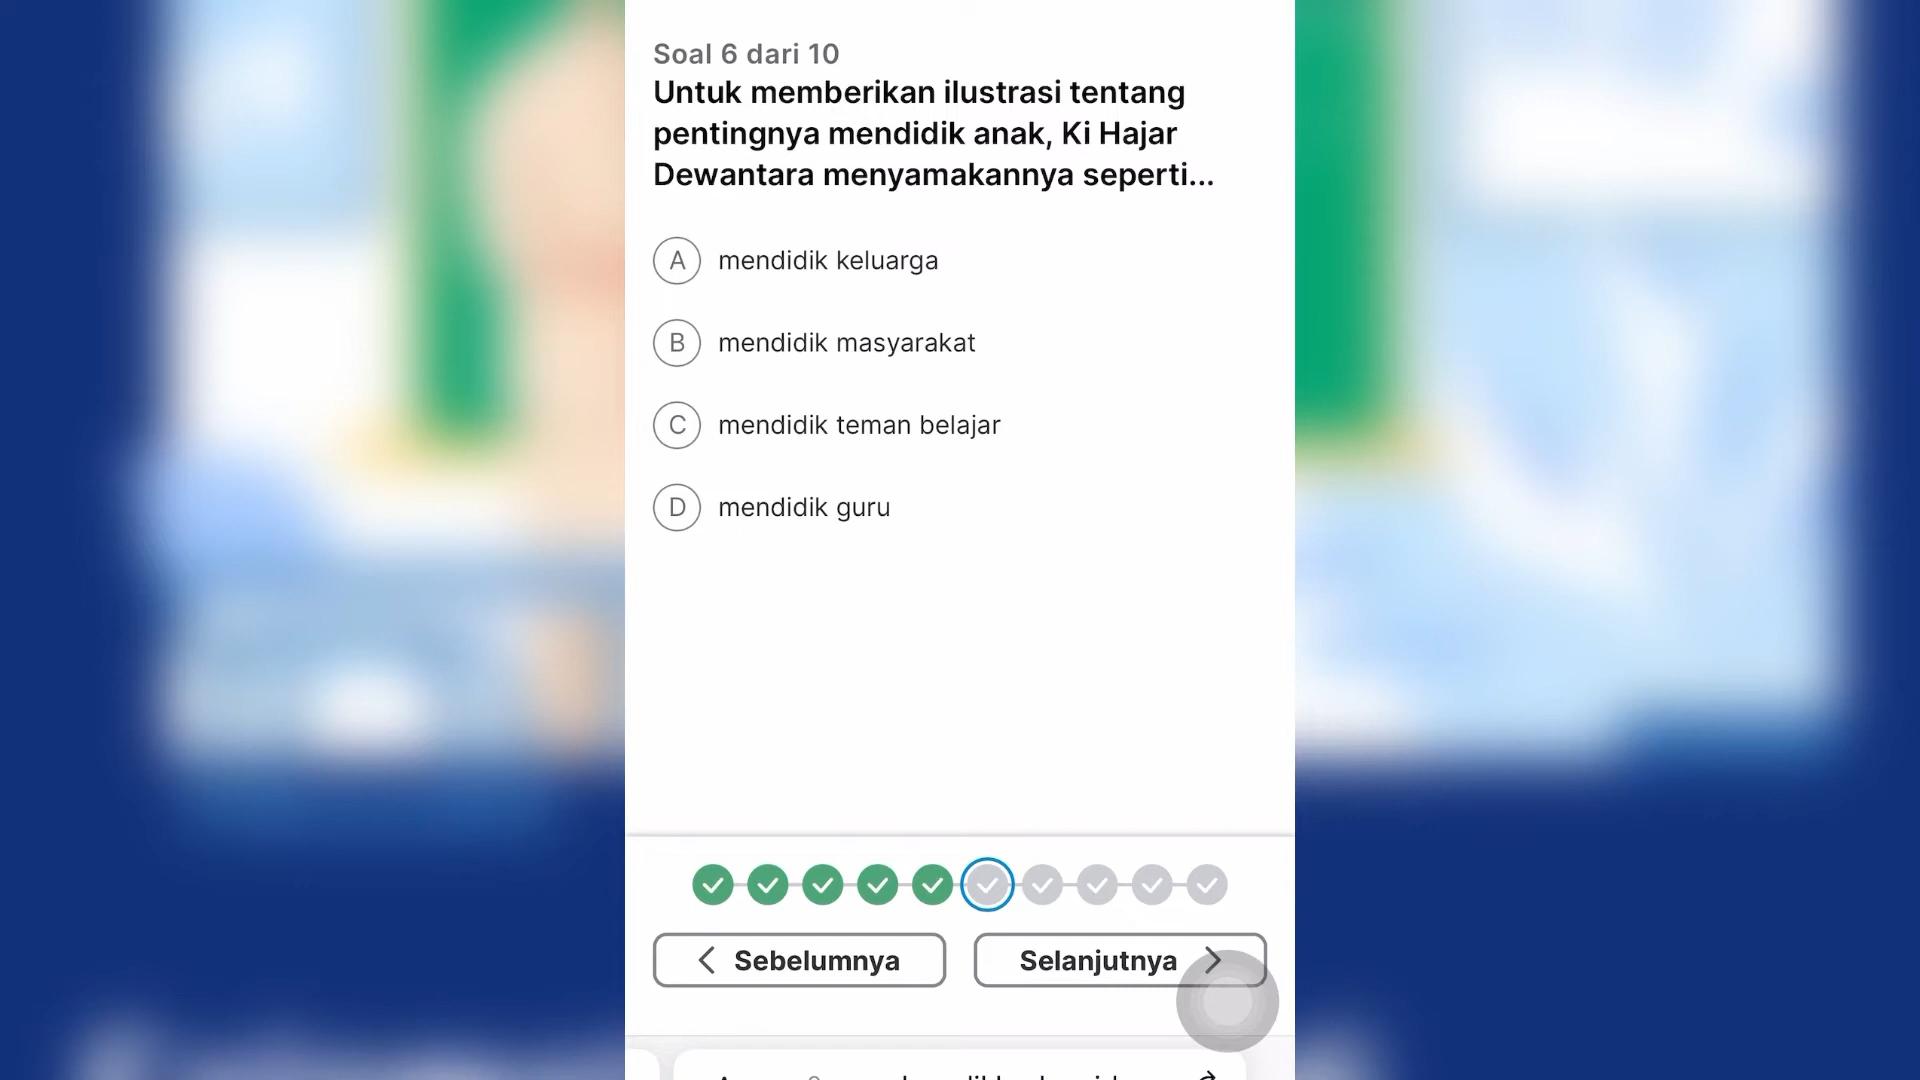 Soal 6 dari 10
Untuk memberikan ilustrasi tentang
pentingnya mendidik anak, Ki Hajar
Dewantara menyamakannya seperti...
A mendidik keluarga
B mendidik masyarakat
C mendidik teman belajar
D mendidik guru
Sebelumnya
Selanjutnya